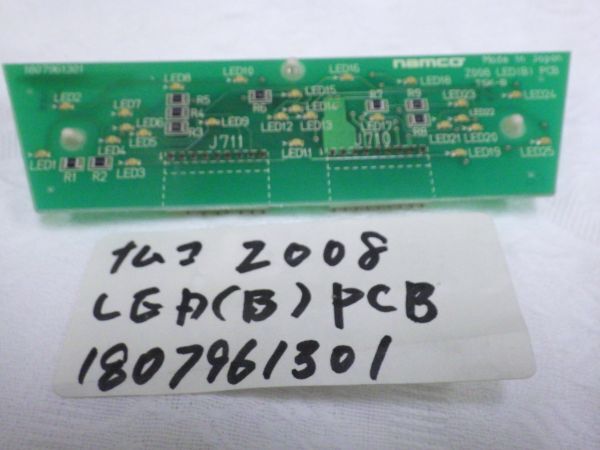 1807961301
namco
Made in Japan
2008 LED(B) PCB
LED8
LED10
LED15
LED16
LED18
LED24
LED2
LED7
R5
R6
LED14
R7
R9
LED23
LED22
LED6
R4
LED9
LED12
LED13
LED17
R8
LED5
R3
J711
J710
LED21
LED20
LED4
LED11
LED19
LED25
LED1
R1
R2
LED3
ナムコ 2008
LED(B) PCB
1807961301